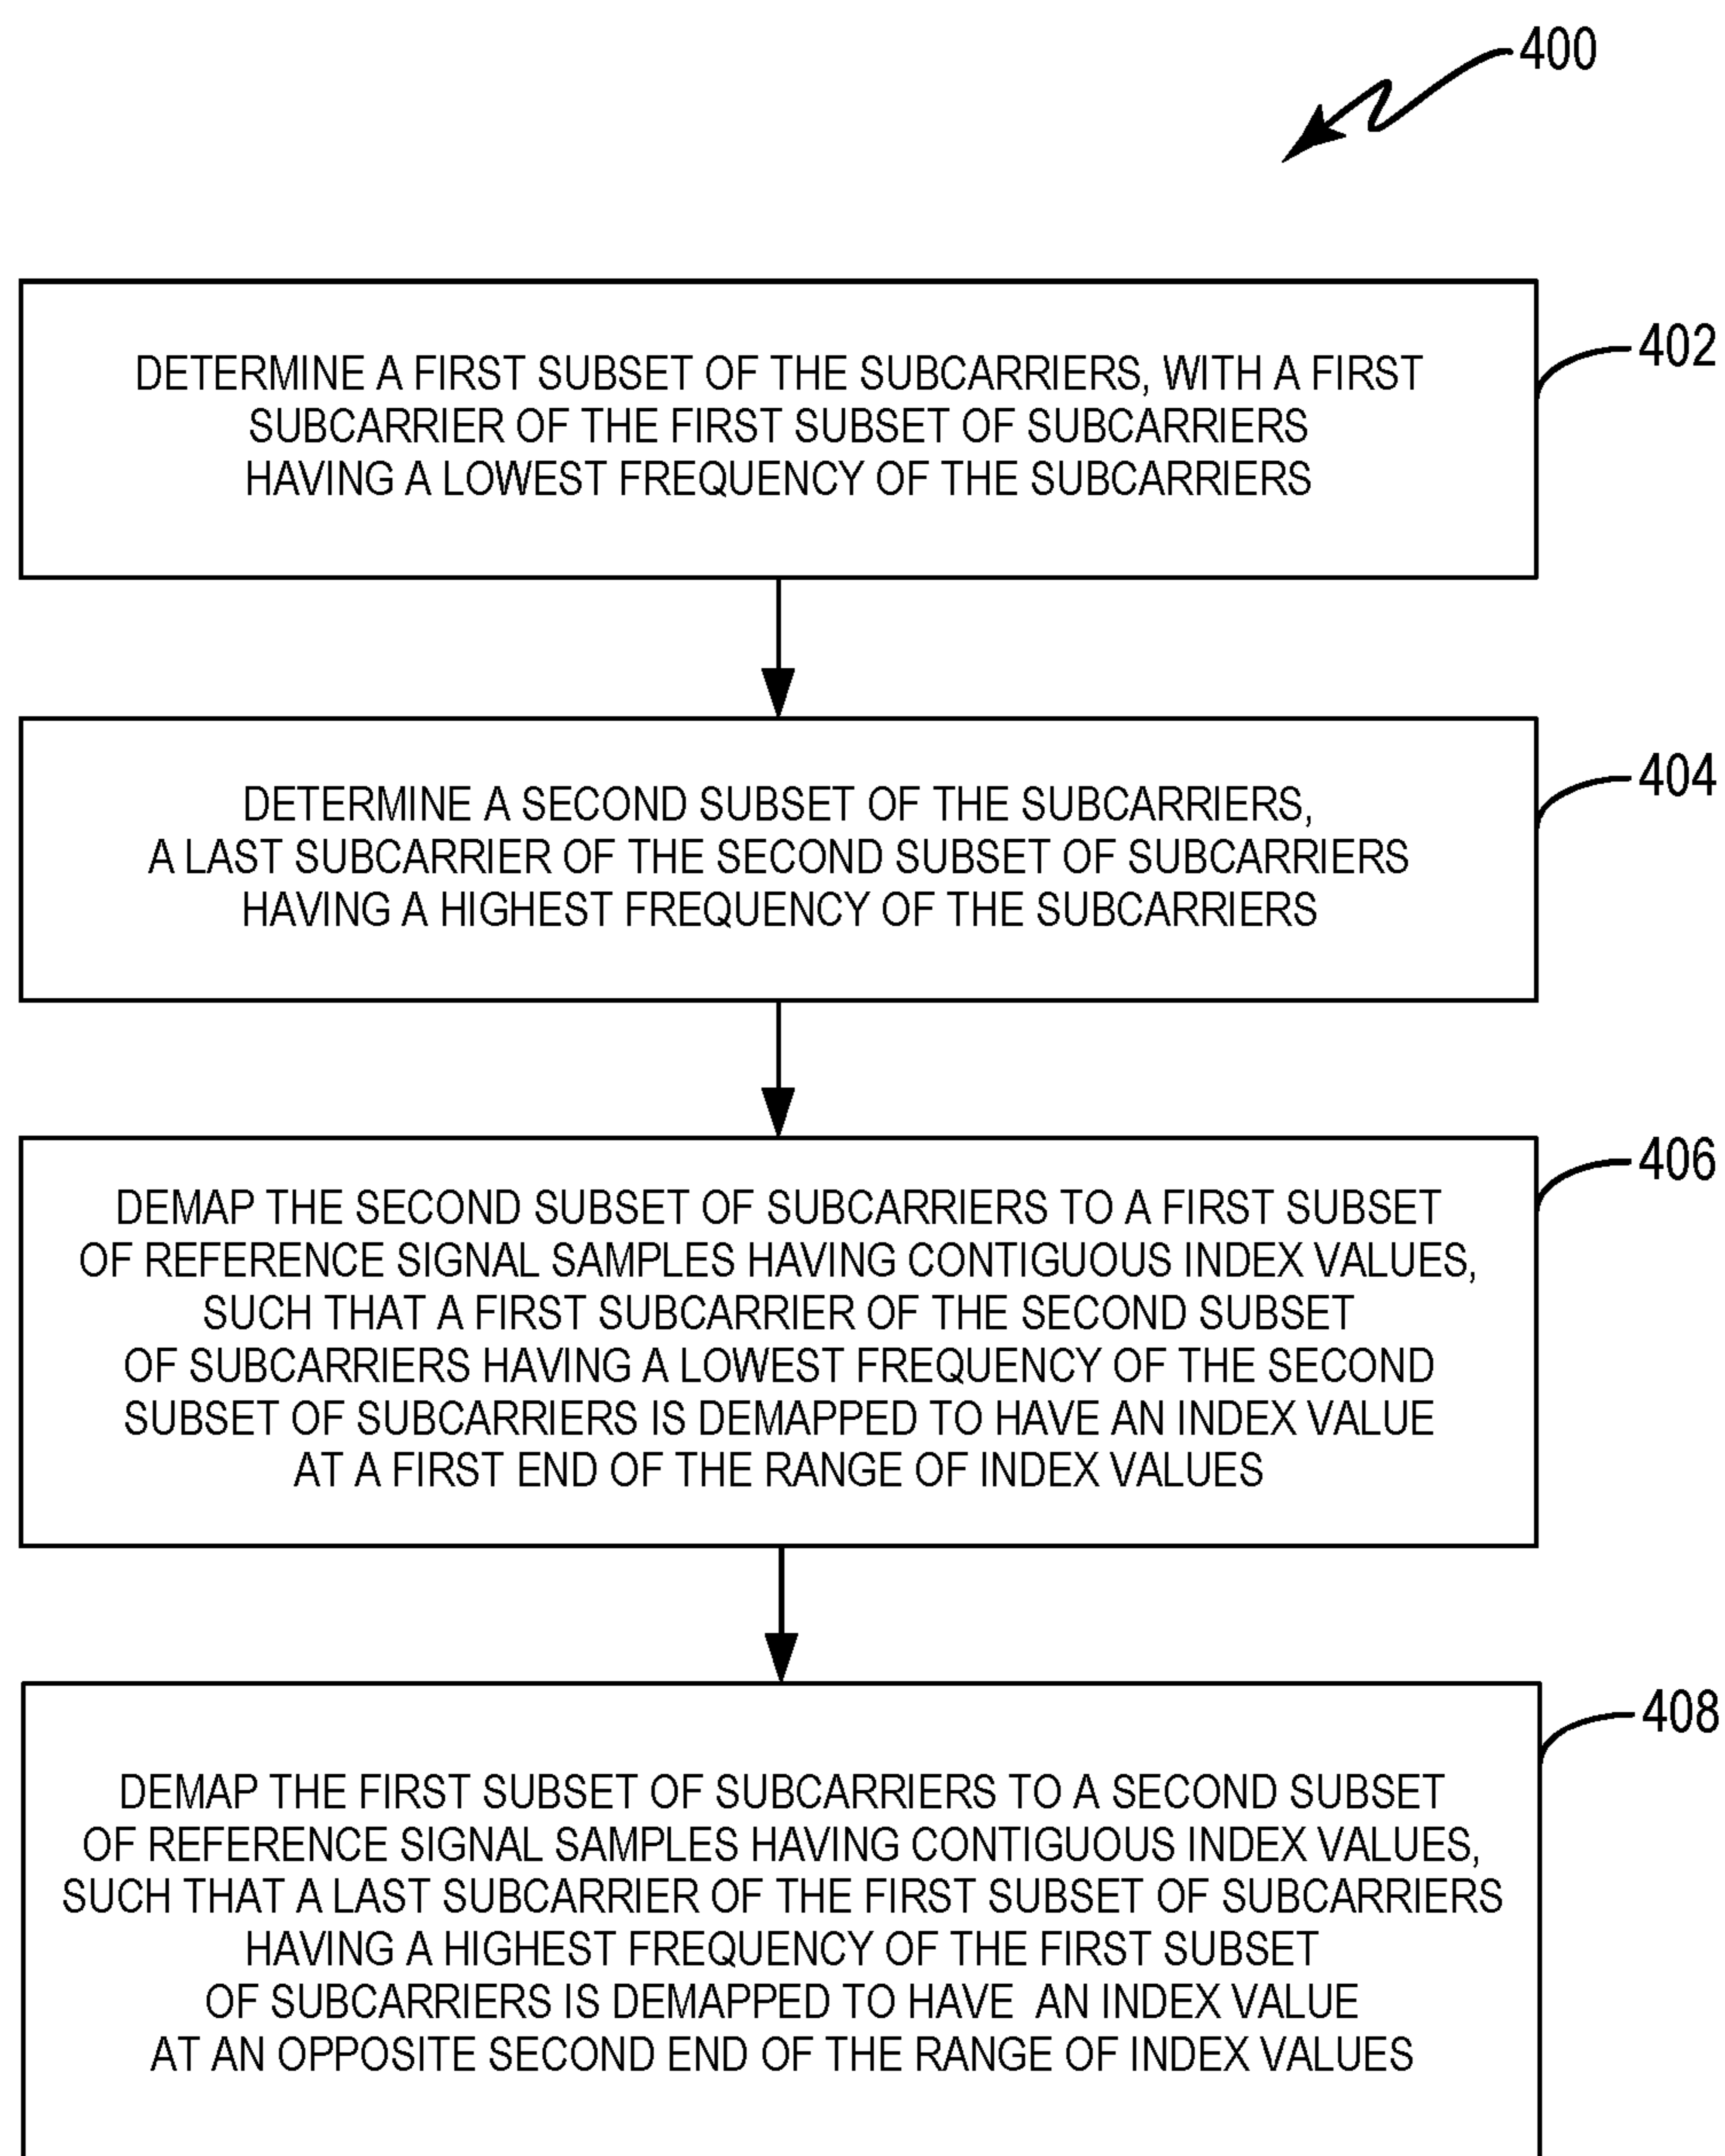 400
DETERMINE A FIRST SUBSET OF THE SUBCARRIERS, WITH A FIRST
SUBCARRIER OF THE FIRST SUBSET OF SUBCARRIERS
HAVING A LOWEST FREQUENCY OF THE SUBCARRIERS
402
DETERMINE A SECOND SUBSET OF THE SUBCARRIERS,
A LAST SUBCARRIER OF THE SECOND SUBSET OF SUBCARRIERS
HAVING A HIGHEST FREQUENCY OF THE SUBCARRIERS
404
DEMAP THE SECOND SUBSET OF SUBCARRIERS TO A FIRST SUBSET
OF REFERENCE SIGNAL SAMPLES HAVING CONTIGUOUS INDEX VALUES,
SUCH THAT A FIRST SUBCARRIER OF THE SECOND SUBSET
OF SUBCARRIERS HAVING A LOWEST FREQUENCY OF THE SECOND
SUBSET OF SUBCARRIERS IS DEMAPPED TO HAVE AN INDEX VALUE
AT A FIRST END OF THE RANGE OF INDEX VALUES
406
DEMAP THE FIRST SUBSET OF SUBCARRIERS TO A SECOND SUBSET
OF REFERENCE SIGNAL SAMPLES HAVING CONTIGUOUS INDEX VALUES,
SUCH THAT A LAST SUBCARRIER OF THE FIRST SUBSET OF SUBCARRIERS
HAVING A HIGHEST FREQUENCY OF THE FIRST SUBSET
OF SUBCARRIERS IS DEMAPPED TO HAVE AN INDEX VALUE
AT AN OPPOSITE SECOND END OF THE RANGE OF INDEX VALUES
408